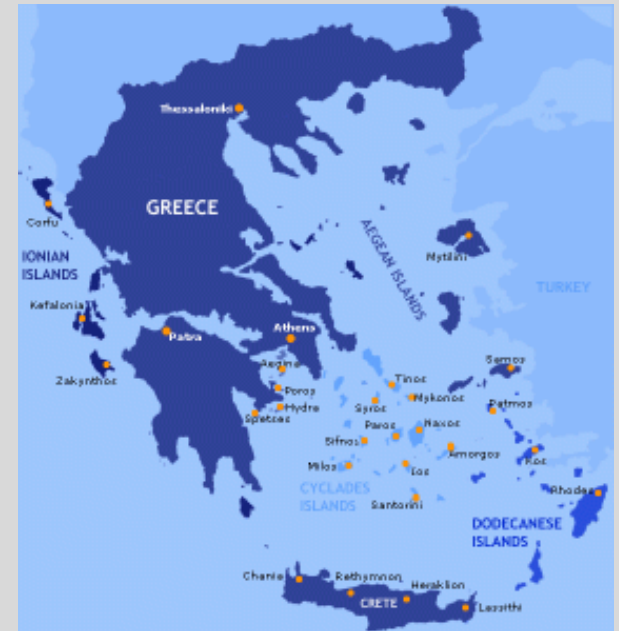 Thessaloniki
GREECE
Corfu
IONIAN
ISLANDS
AEGEAN ISLANDS
Mytilini
TURKEY
Kefalonia
Patra
Athens
Zakynthos
Aegina
Poros
Hydra
Spetses
Samos
Tinos
Mykonos
Syros
Patmos
Paros
Naxos
Sifnos
Amorgos
Kos
Milos
Ios
Rhodes
CYCLADES
ISLANDS
Santorini
DODECANESE
ISLANDS
Chania
Rethymnon
Heraklion
CRETE
Lassithi